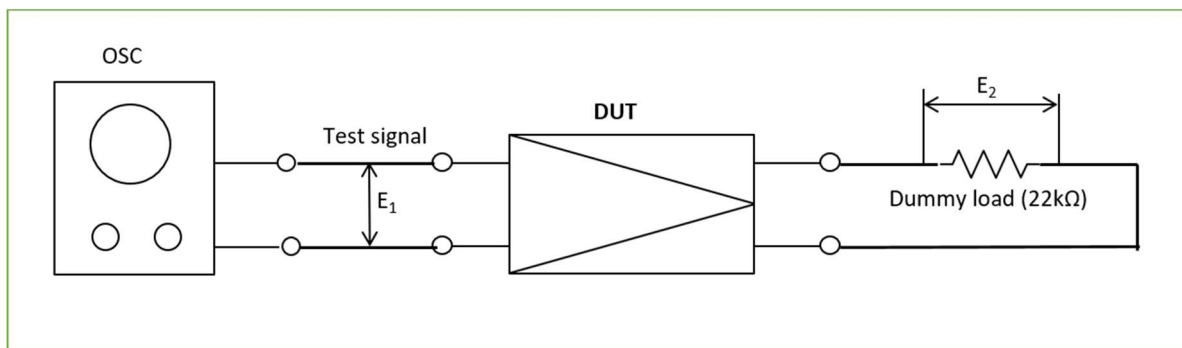 OSC
Test signal
E₁
DUT
E₂
Dummy load (22kΩ)